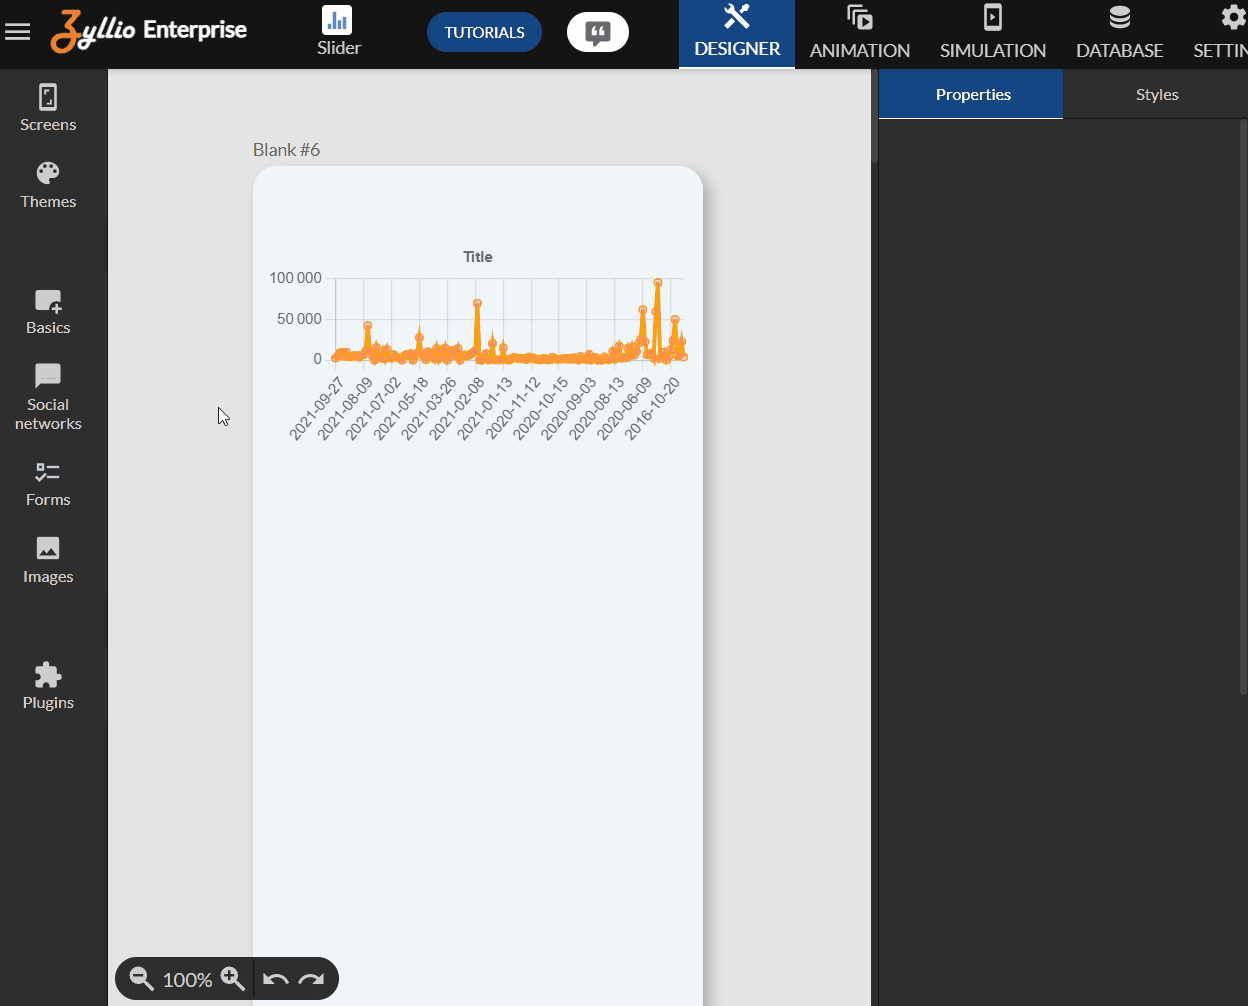 Zyllio Enterprise
Slider
TUTORIALS
DESIGNER
ANIMATION
SIMULATION
DATABASE
SETTIN
Screens
Themes
Basics
Social
networks
Forms
Images
Plugins
Properties
Styles
Blank #6
Title
100 000
50 000
0
2021-09-27
2021-08-09
2021-07-02
2021-05-18
2021-03-26
2021-02-08
2021-01-13
2020-11-12
2020-10-15
2020-09-03
2020-08-13
2020-06-09
2016-10-20
100%